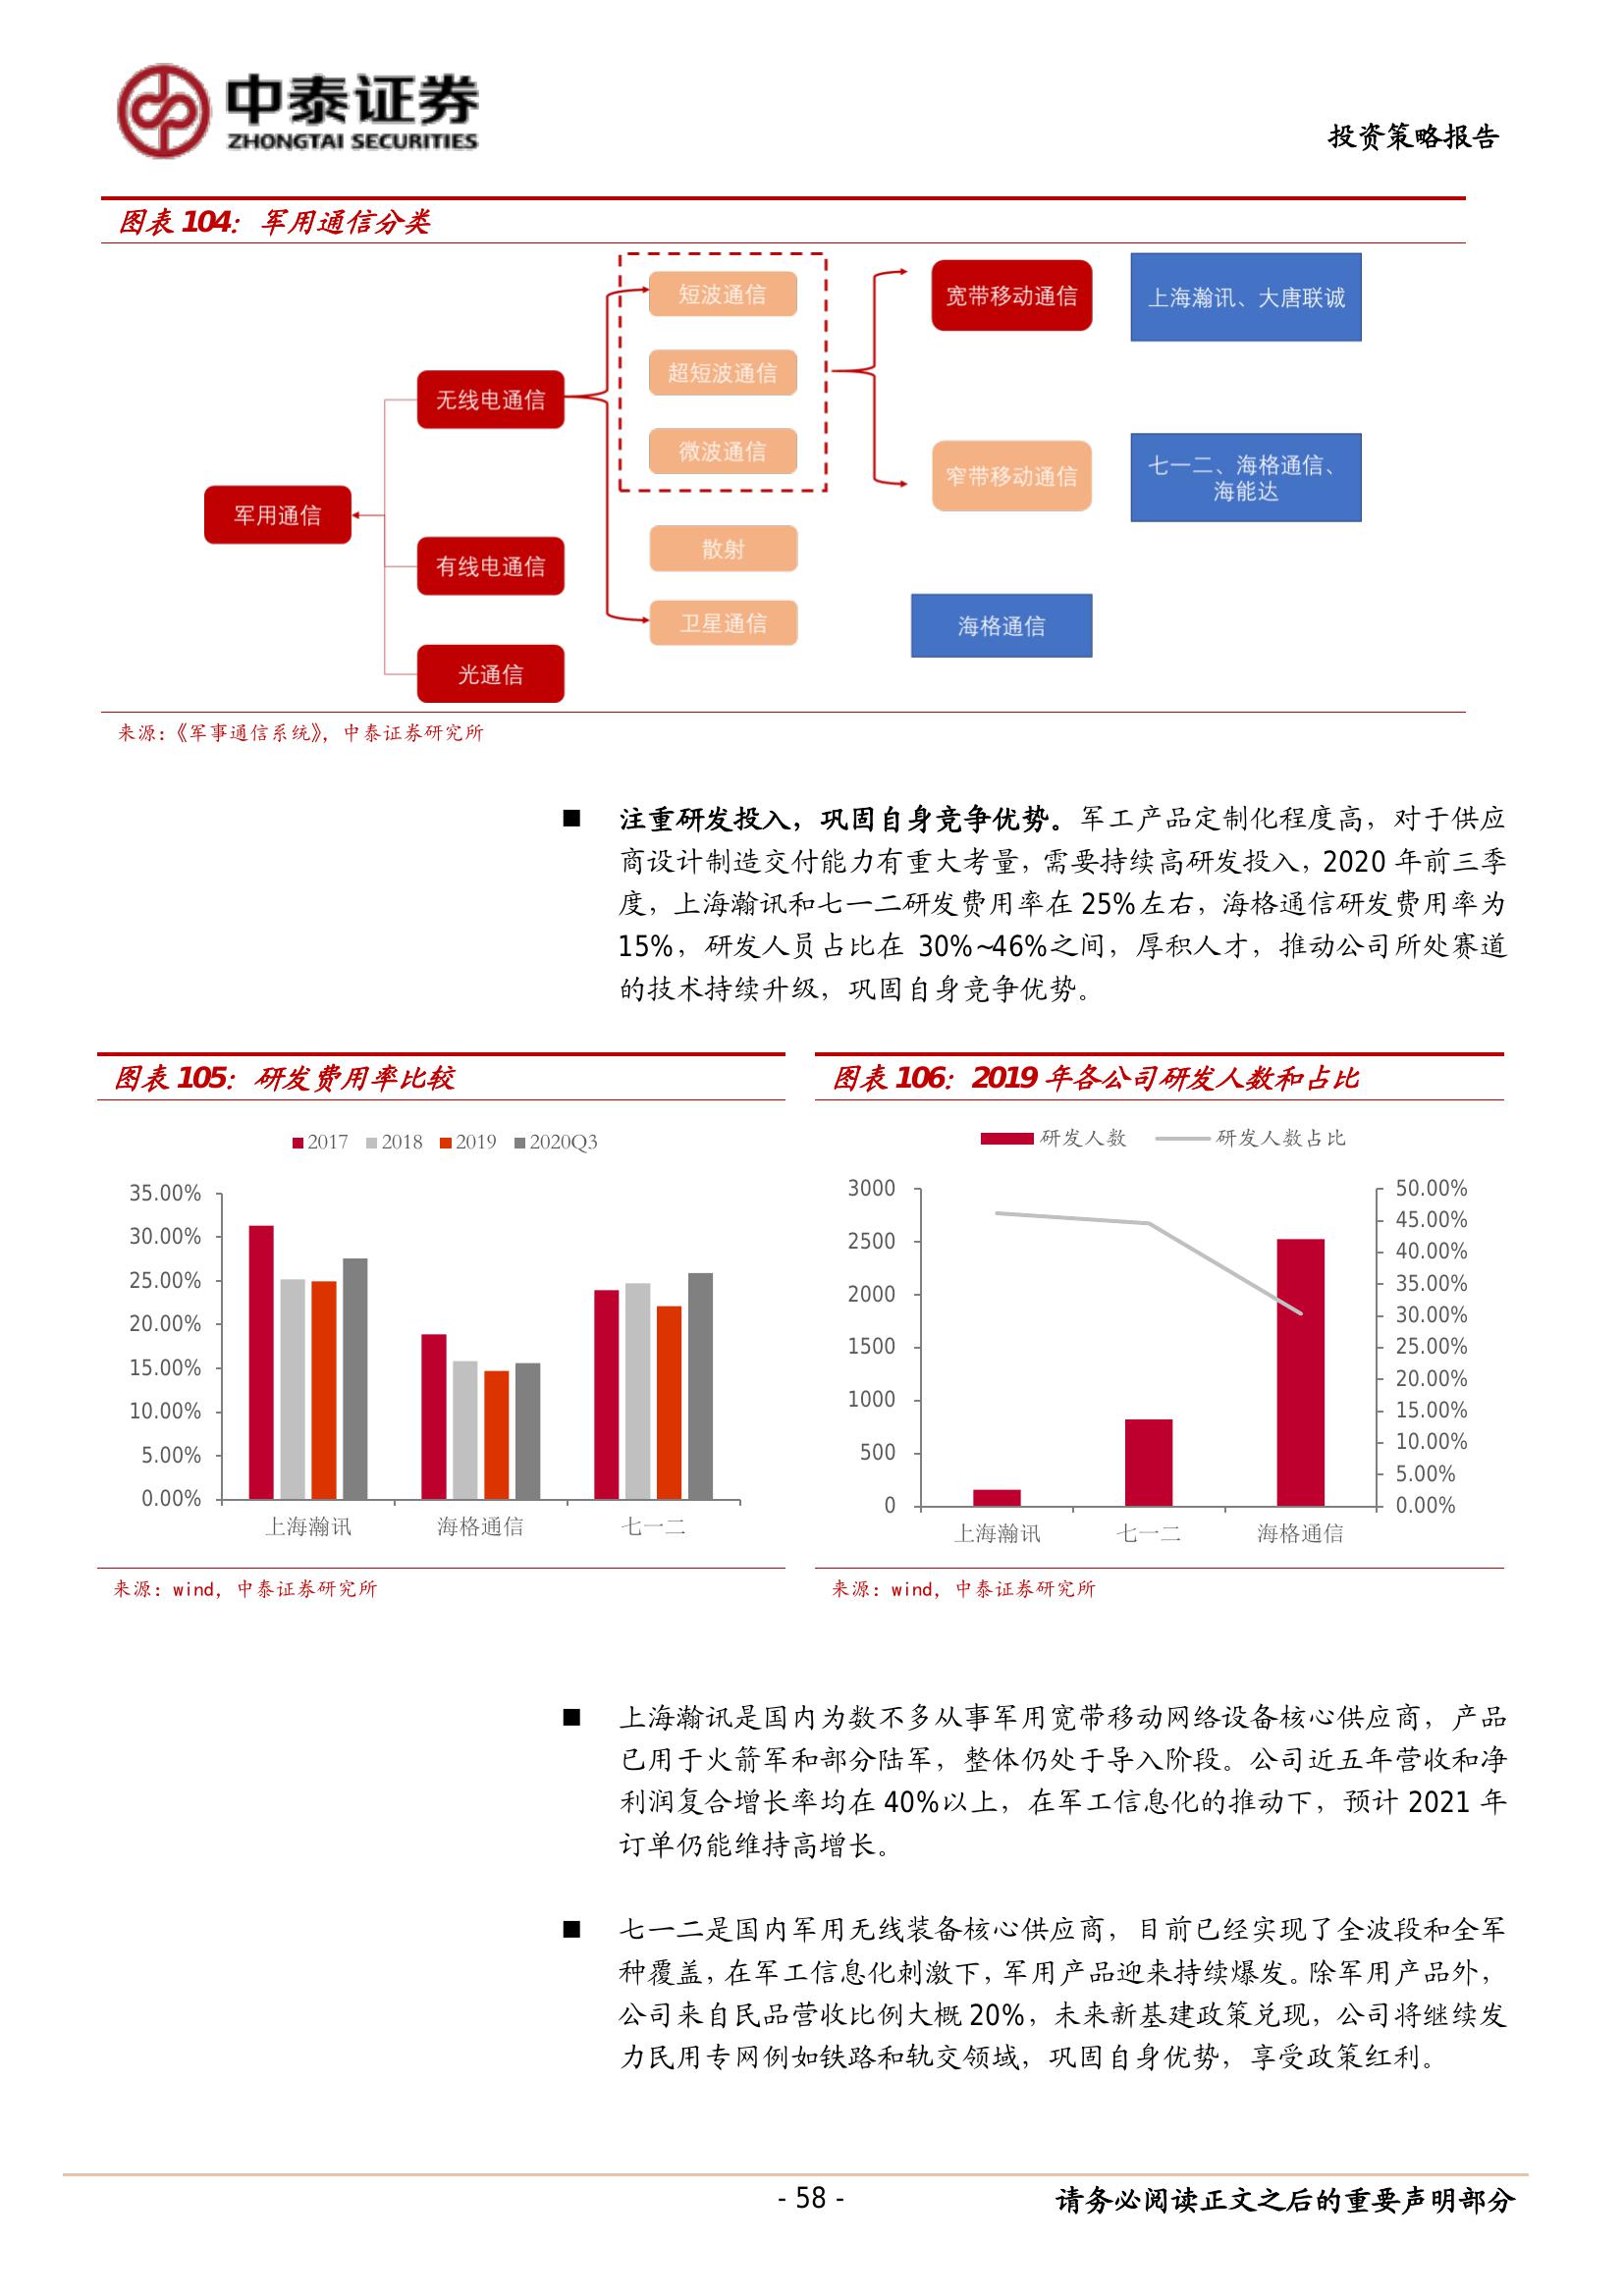 中泰证券
ZHONGTAI SECURITIES
投资策略报告
图表 104：军用通信分类
短波通信
超短波通信
微波通信
散射
卫星通信
无线电通信
有线电通信
光通信
军用通信
宽带移动通信
窄带移动通信
上海瀚讯、大唐联诚
七一二、海格通信、
海能达
海格通信
来源：《军事通信系统》，中泰证券研究所
■ 注重研发投入，巩固自身竞争优势。军工产品定制化程度高，对于供应
商设计制造交付能力有重大考量，需要持续高研发投入，2020 年前三季
度，上海瀚讯和七一二研发费用率在 25%左右，海格通信研发费用率为
15%，研发人员占比在 30%~46%之间，厚积人才，推动公司所处赛道
的技术持续升级，巩固自身竞争优势。
图表 105：研发费用率比较
2017 2018 2019 2020Q3
35.00%
30.00%
25.00%
20.00%
15.00%
10.00%
5.00%
0.00%
上海瀚讯 海格通信 七一二
来源：wind，中泰证券研究所
图表 106：2019 年各公司研发人数和占比
研发人数 研发人数占比
3000
2500
2000
1500
1000
500
0
50.00%
45.00%
40.00%
35.00%
30.00%
25.00%
20.00%
15.00%
10.00%
5.00%
0.00%
上海瀚讯 七一二 海格通信
来源：wind，中泰证券研究所
■ 上海瀚讯是国内为数不多从事军用宽带移动网络设备核心供应商，产品
已用于火箭军和部分陆军，整体仍处于导入阶段。公司近五年营收和净
利润复合增长率均在 40%以上，在军工信息化的推动下，预计 2021 年
订单仍能维持高增长。
■ 七一二是国内军用无线装备核心供应商，目前已经实现了全波段和全军
种覆盖，在军工信息化刺激下，军用产品迎来持续爆发。除军用产品外，
公司来自民品营收比例大概 20%，未来新基建政策兑现，公司将继续发
力民用专网例如铁路和轨交领域，巩固自身优势，享受政策红利。
- 58 -
请务必阅读正文之后的重要声明部分